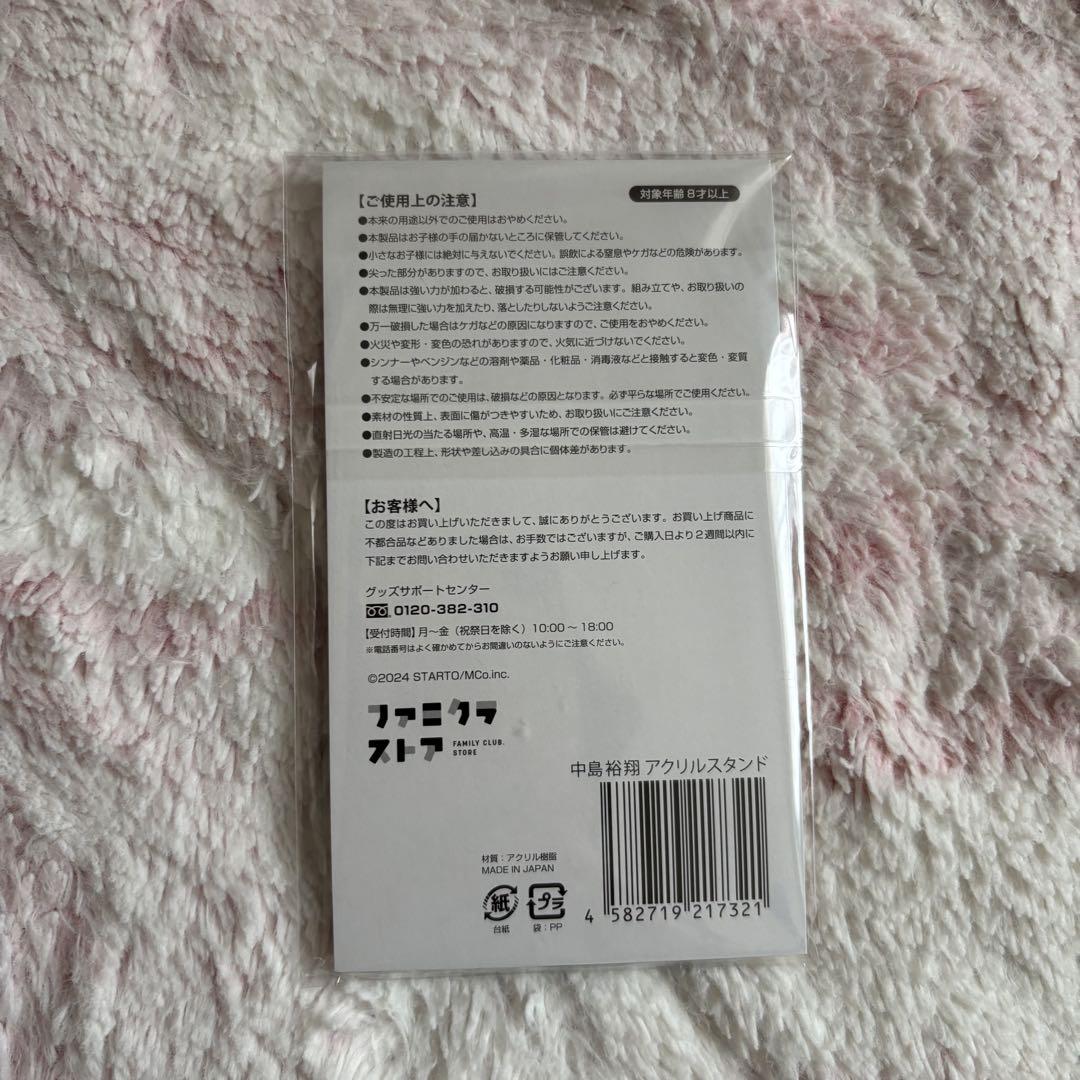 【ご使用上の注意】
対象年齢 8才以上
●本来の用途以外でのご使用はおやめください。
●本製品はお子様の手の届かないところに保管してください。
●小さなお子様には絶対に与えないでください。誤飲による窒息やケガなどの危険があります。
●尖った部分がありますので、お取り扱いにはご注意ください。
●本製品は強い力が加わると、破損する可能性がございます。組み立てや、お取り扱いの
際は無理に強い力を加えたり、落としたりしないようご注意ください。
●万一破損した場合はケガなどの原因になりますので、ご使用をおやめください。
●火災や変形・変色の恐れがありますので、火気に近づけないでください。
●シンナーやベンジンなどの溶剤や薬品・化粧品・消毒液などと接触すると変色・変質
する場合があります。
●不安定な場所でのご使用は、破損などの原因となります。必ず平らな場所でご使用ください。
●素材の性質上、表面に傷がつきやすいため、お取り扱いにご注意ください。
●直射日光の当たる場所や、高温・多湿な場所での保管は避けてください。
●製造の工程上、形状や差し込みの具合に個体差があります。
【お客様へ】
この度はお買い上げいただきまして、誠にありがとうございます。お買い上げ商品に
不都合品などありました場合は、お手数ではございますが、ご購入日より2週間以内に
下記までお問い合わせいただきますようお願い申し上げます。
グッズサポートセンター
0120-382-310
【受付時間】月〜金（祝祭日を除く）10:00〜18:00
※電話番号はよく確かめてからお間違いのないようにご注意ください。
©2024 STARTO/MCo.inc.
ファミクラ
ストア FAMILY CLUB.
STORE
中島裕翔 アクリルスタンド
材質：アクリル樹脂
MADE IN JAPAN
紙 プラ
台紙 袋：PP
4 582719 217321